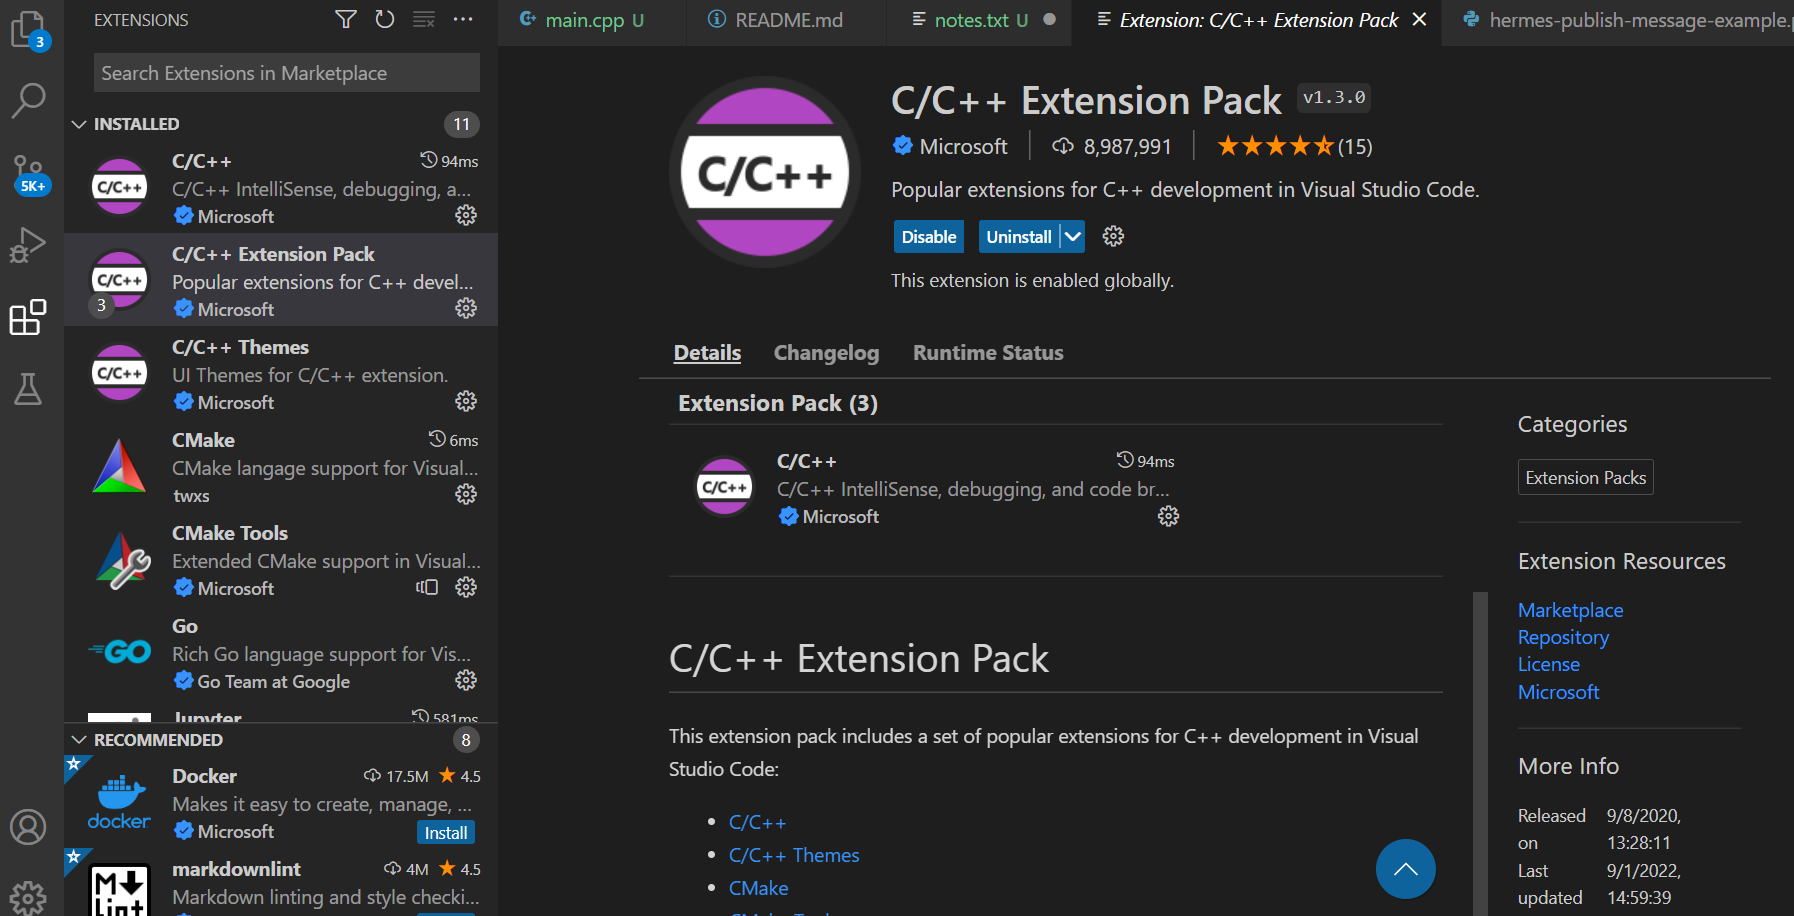 EXTENSIONS
main.cpp U
README.md
notes.txt U
Extension: C/C++ Extension Pack
hermes-publish-message-example.p
3
5K+
Search Extensions in Marketplace
INSTALLED 11
C/C++ 94ms
C/C++ IntelliSense, debugging, a...
Microsoft
C/C++
C/C++ Extension Pack
Popular extensions for C++ devel...
Microsoft
C/C++
3
C/C++ Themes
UI Themes for C/C++ extension.
Microsoft
C/C++
CMake 6ms
CMake langage support for Visual...
twxs
CMake Tools
Extended CMake support in Visual...
Microsoft
Go
Rich Go language support for Vis...
Go Team at Google
GO
Jupyter 581ms
RECOMMENDED 8
Docker 17.5M 4.5
Makes it easy to create, manage, ...
Microsoft Install
docker
markdownlint 4M 4.5
Markdown linting and style checki...
M
Lint
C/C++
C/C++ Extension Pack v1.3.0
Microsoft | 8,987,991 | (15)
Popular extensions for C++ development in Visual Studio Code.
Disable Uninstall
This extension is enabled globally.
Details Changelog Runtime Status
Extension Pack (3)
C/C++ 94ms
C/C++ IntelliSense, debugging, and code br...
Microsoft
C/C++
C/C++ Extension Pack
This extension pack includes a set of popular extensions for C++ development in Visual
Studio Code:
• C/C++
• C/C++ Themes
• CMake
Categories
Extension Packs
Extension Resources
Marketplace
Repository
License
Microsoft
More Info
Released 9/8/2020,
on 13:28:11
Last 9/1/2022,
updated 14:59:39